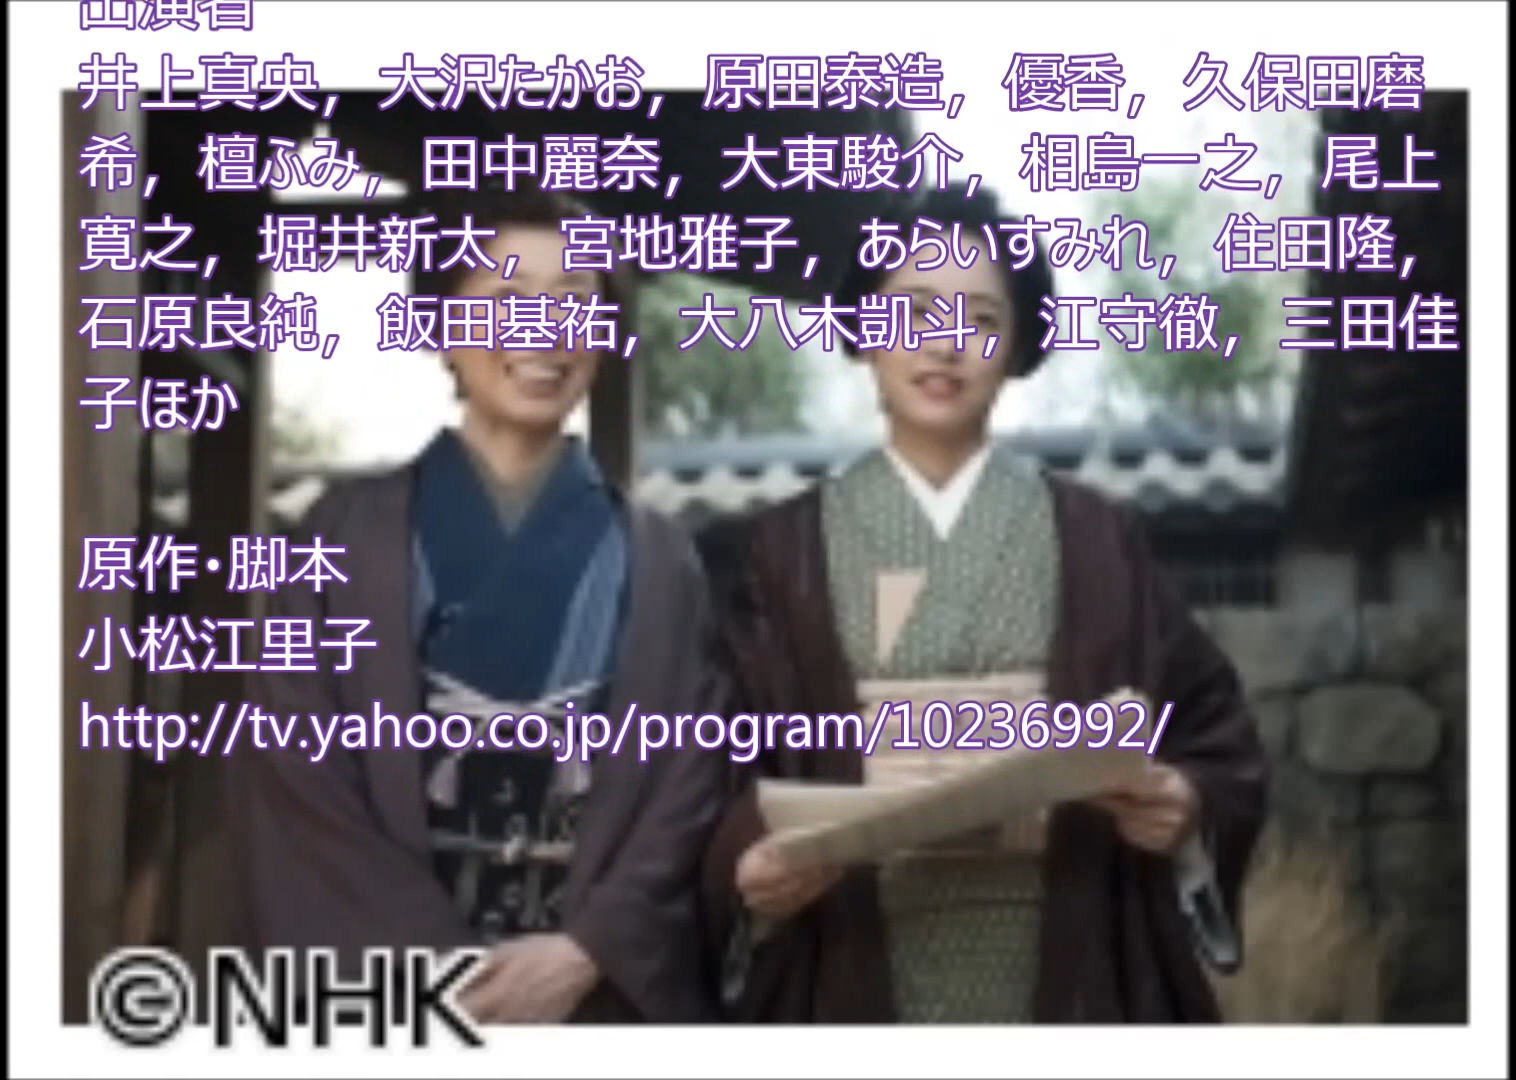 出演者
井上真央，大沢たかお，原田泰造，優香，久保田磨
希，檀ふみ，田中麗奈，大東駿介，相島一之，尾上
寛之，堀井新太，宮地雅子，あらいすみれ，住田隆，
石原良純，飯田基祐，大八木凱斗，江守徹，三田佳
子ほか
原作・脚本
小松江里子
http://tv.yahoo.co.jp/program/10236992/
©NHK